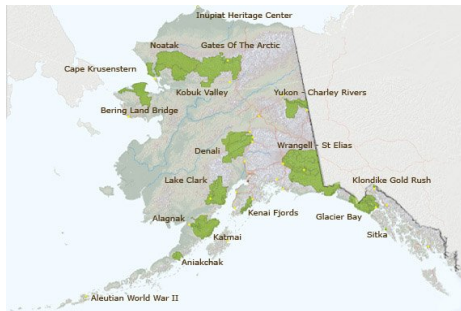 Inupiat Heritage Center
Noatak
Gates Of The Arctic
Cape Krusenstern
Kobuk Valley
Yukon - Charley Rivers
Bering Land Bridge
Denali
Wrangell - St Elias
Lake Clark
Klondike Gold Rush
Alagnak
Kenai Fjords
Glacier Bay
Katmai
Sitka
Aniakchak
Aleutian World War II